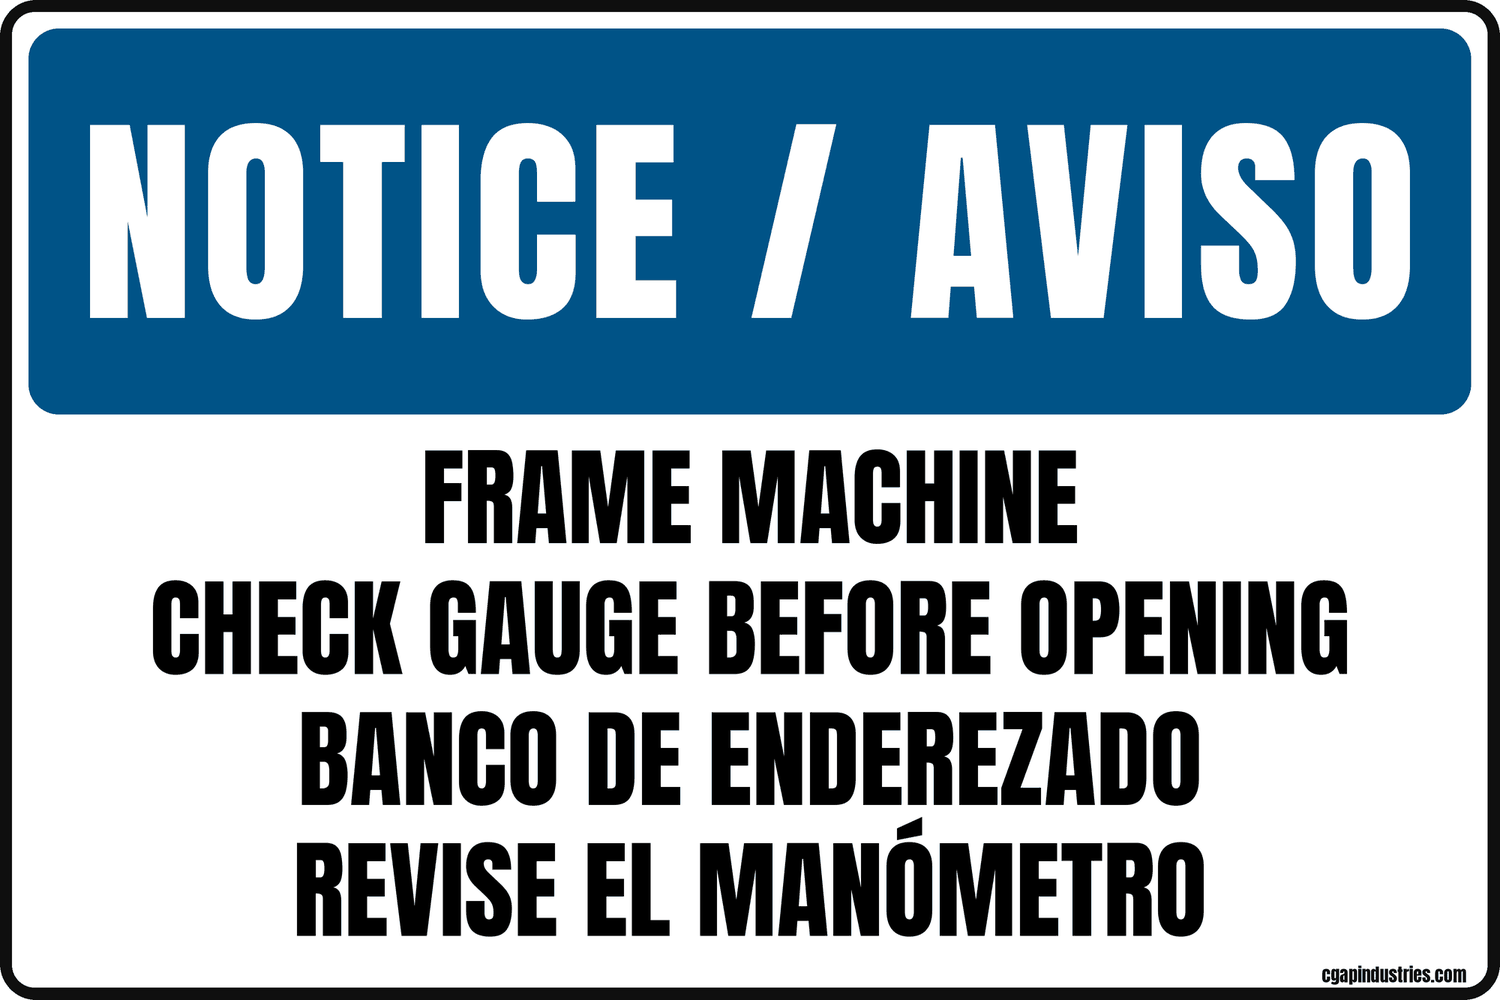 NOTICE / AVISO
FRAME MACHINE
CHECK GAUGE BEFORE OPENING
BANCO DE ENDEREZADO
REVISE EL MANÓMETRO
cgapindustries.com